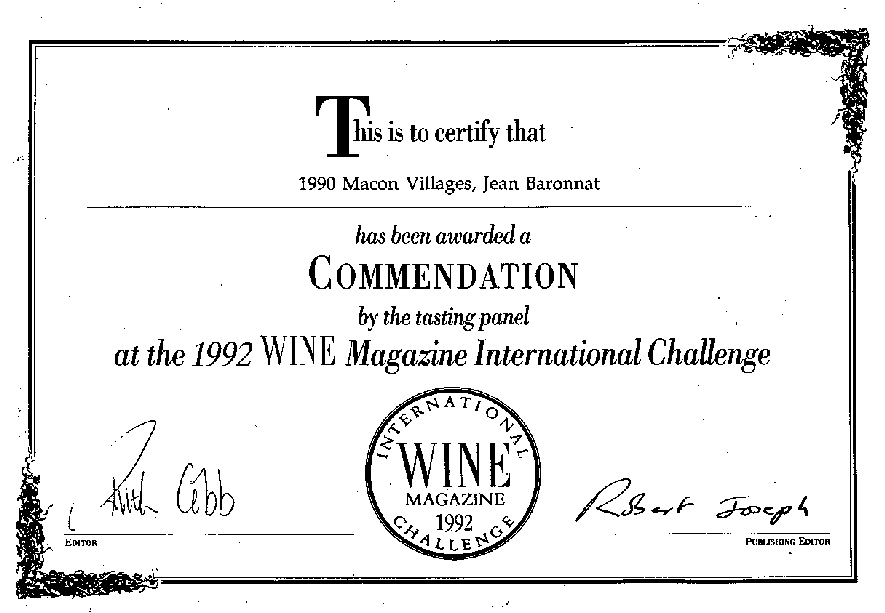 This is to certify that
1990 Macon Villages, Jean Baronnat
has been awarded a
COMMENDATION
by the tasting panel
at the 1992 WINE Magazine International Challenge
INTERNATIONAL
WINE
MAGAZINE
1992
CHALLENGE
Cobb
Robert Joseph
EDITOR
PUBLISHING EDITOR